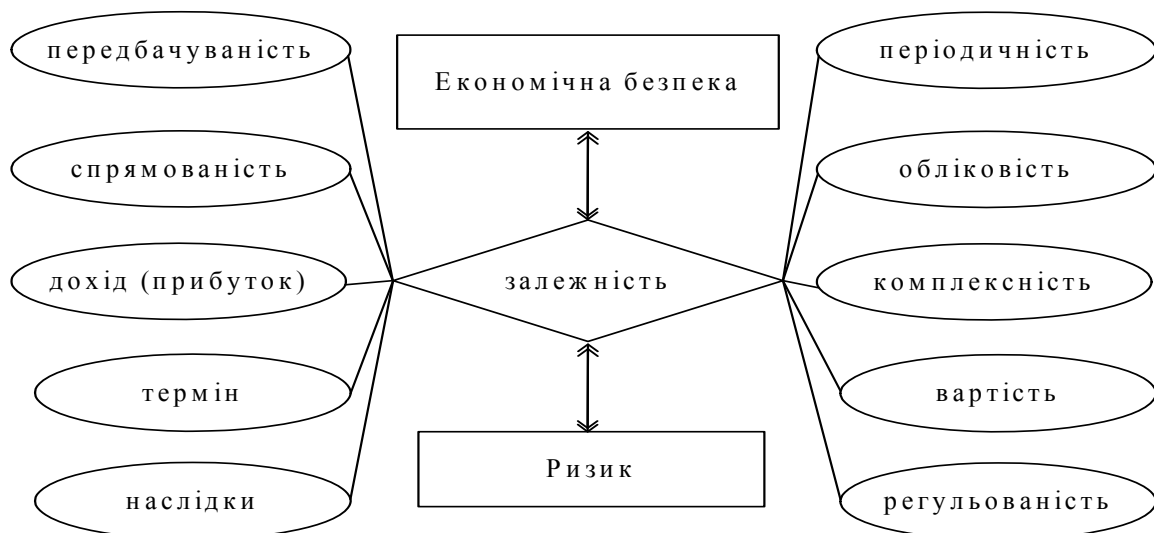 передбачуваність
Економічна безпека
періодичність
спрямованість
обліковість
дохід (прибуток)
залежність
комплексність
термін
вартість
Ризик
наслідки
регульованість